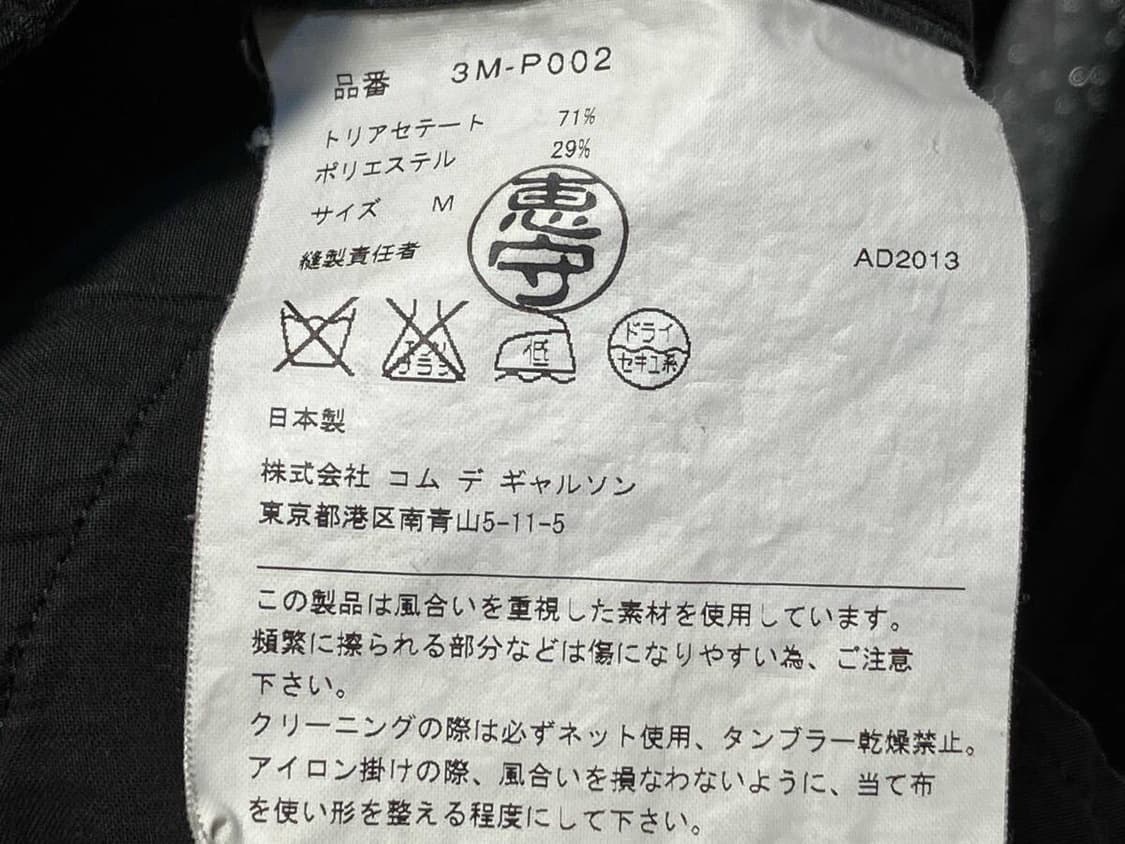 品番 3M-P002
トリアセテート 71%
ポリエステル 29%
サイズ M
縫製責任者 恵守
AD2013
エンソ
サラシ
低
ドライ
セキユ系
日本製
株式会社 コム デ ギャルソン
東京都港区南青山5-11-5
この製品は風合いを重視した素材を使用しています。
頻繁に擦られる部分などは傷になりやすい為、ご注意
下さい。
クリーニングの際は必ずネット使用、タンブラー乾燥禁止。
アイロン掛けの際、風合いを損なわないように、当て布
を使い形を整える程度にして下さい。